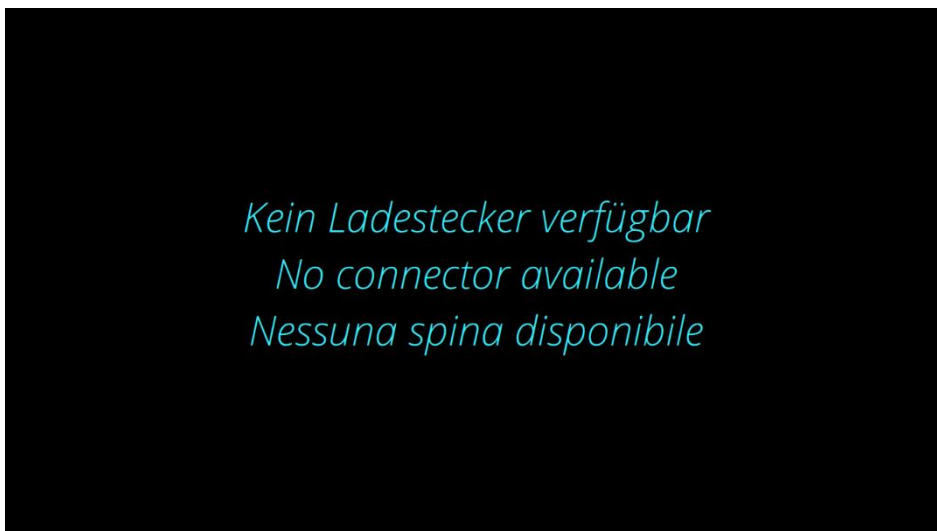 Kein Ladestecker verfügbar
No connector available
Nessuna spina disponibile